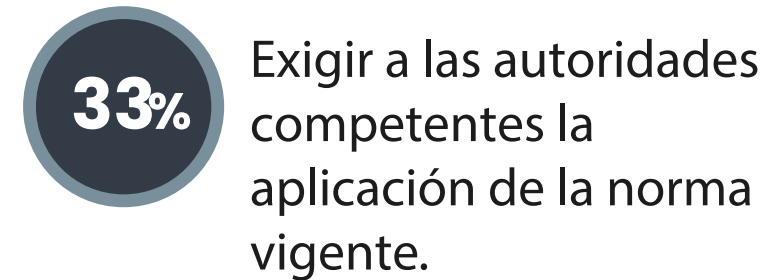 33%
Exigir a las autoridades
competentes la
aplicación de la norma
vigente.